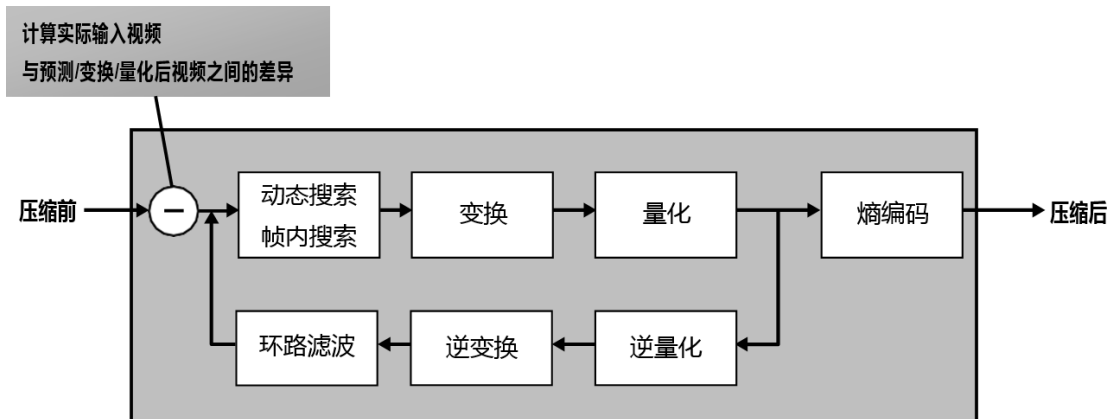 计算实际输入视频
与预测/变换/量化后视频之间的差异
压缩前
动态搜索
帧内搜索
变换
量化
熵编码
压缩后
环路滤波
逆变换
逆量化